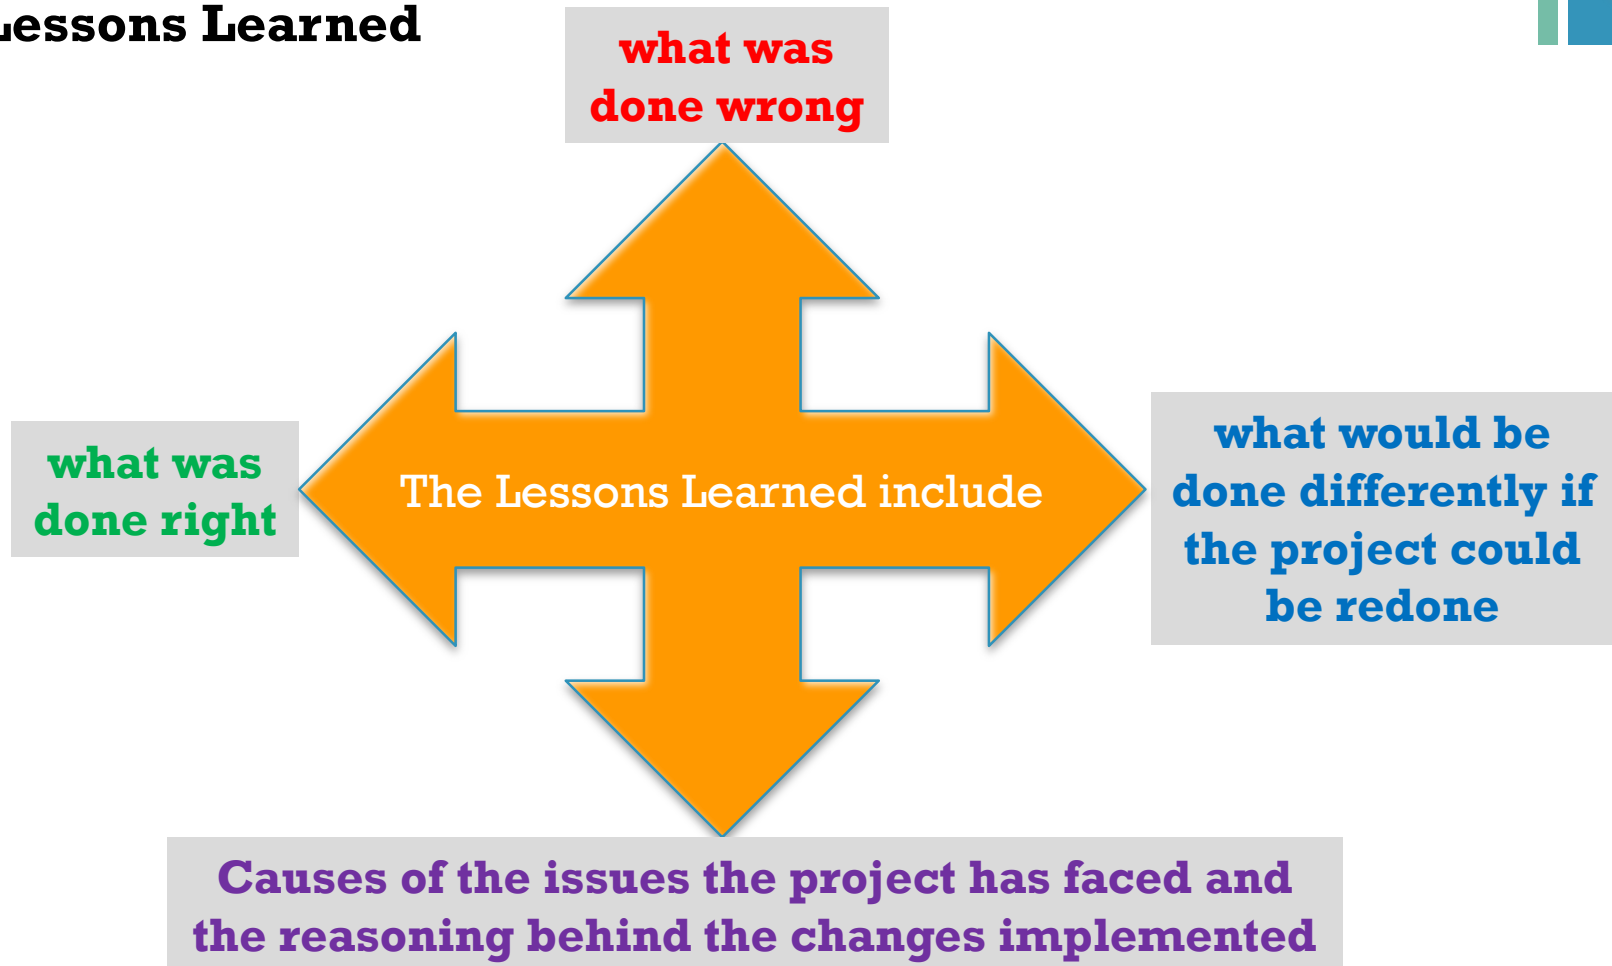 Lessons Learned
what was
done wrong
what was
done right
The Lessons Learned include
what would be
done differently if
the project could
be redone
Causes of the issues the project has faced and
the reasoning behind the changes implemented